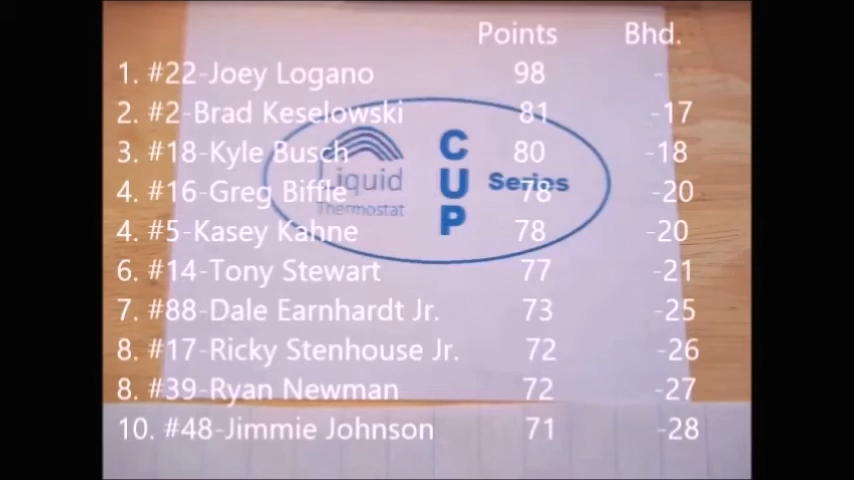 Points Bhd.
1. #22-Joey Logano 98 -
2. #2-Brad Keselowski 81 -17
3. #18-Kyle Busch 80 -18
4. #16-Greg Biffle 78 -20
4. #5-Kasey Kahne 78 -20
6. #14-Tony Stewart 77 -21
7. #88-Dale Earnhardt Jr. 73 -25
8. #17-Ricky Stenhouse Jr. 72 -26
8. #39-Ryan Newman 72 -27
10. #48-Jimmie Johnson 71 -28
Liquid
Thermostat
CUP
Series